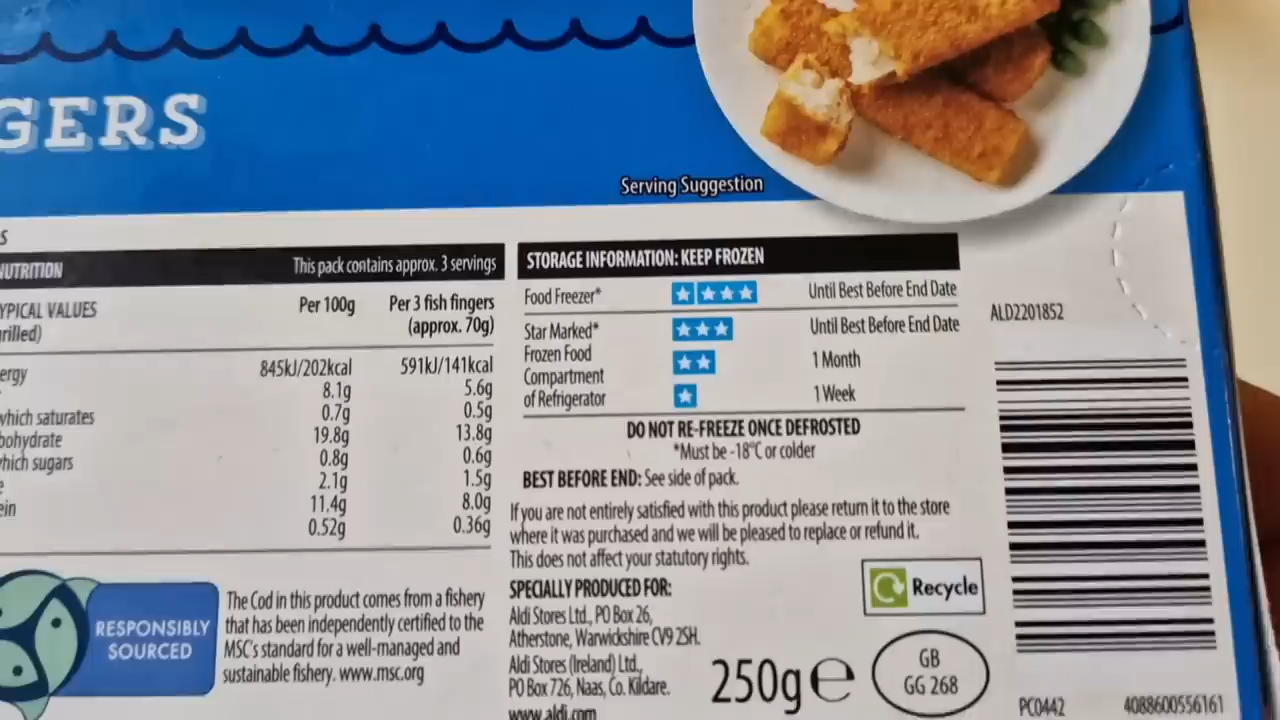 GERS
Serving Suggestion
S
NUTRITION This pack contains approx. 3 servings
YPICAL VALUES Per 100g Per 3 fish fingers
rilled) (approx. 70g)
ergy 845kJ/202kcal 591kJ/141kcal
8.1g 5.6g
which saturates 0.7g 0.5g
bohydrate 19.8g 13.8g
hich sugars 0.8g 0.6g
e 2.1g 1.5g
ein 11.4g 8.0g
0.52g 0.36g
RESPONSIBLY
SOURCED
The Cod in this product comes from a fishery
that has been independently certified to the
MSC's standard for a well-managed and
sustainable fishery. www.msc.org
STORAGE INFORMATION: KEEP FROZEN
Food Freezer* Until Best Before End Date
Star Marked* Until Best Before End Date
Frozen Food
Compartment 1 Month
of Refrigerator 1 Week
DO NOT RE-FREEZE ONCE DEFROSTED
*Must be -18°C or colder
BEST BEFORE END: See side of pack.
If you are not entirely satisfied with this product please return it to the store
where it was purchased and we will be pleased to replace or refund it.
This does not affect your statutory rights.
SPECIALLY PRODUCED FOR:
Aldi Stores Ltd., PO Box 26,
Atherstone, Warwickshire CV9 2SH.
Aldi Stores (Ireland) Ltd.,
PO Box 726, Naas, Co. Kildare.
www.aldi.com
250g e
Recycle
GB
GG 268
ALD2201852
PC0442 4088600556161